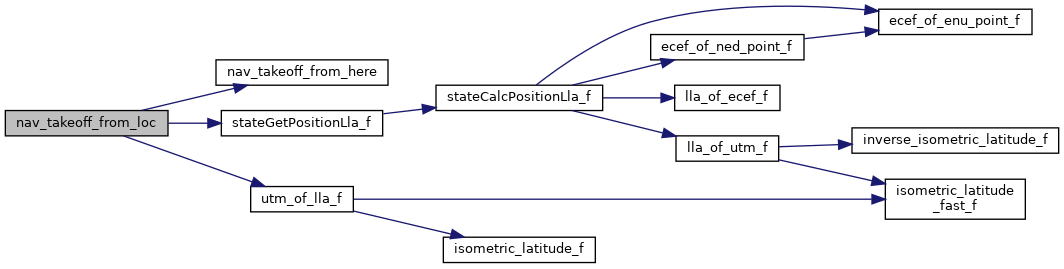 nav_takeoff_from_loc
nav_takeoff_from_here
stateGetPositionLla_f
utm_of_lla_f
stateCalcPositionLla_f
isometric_latitude_f
ecef_of_ned_point_f
lla_of_ecef_f
lla_of_utm_f
ecef_of_enu_point_f
inverse_isometric_latitude_f
isometric_latitude
_fast_f